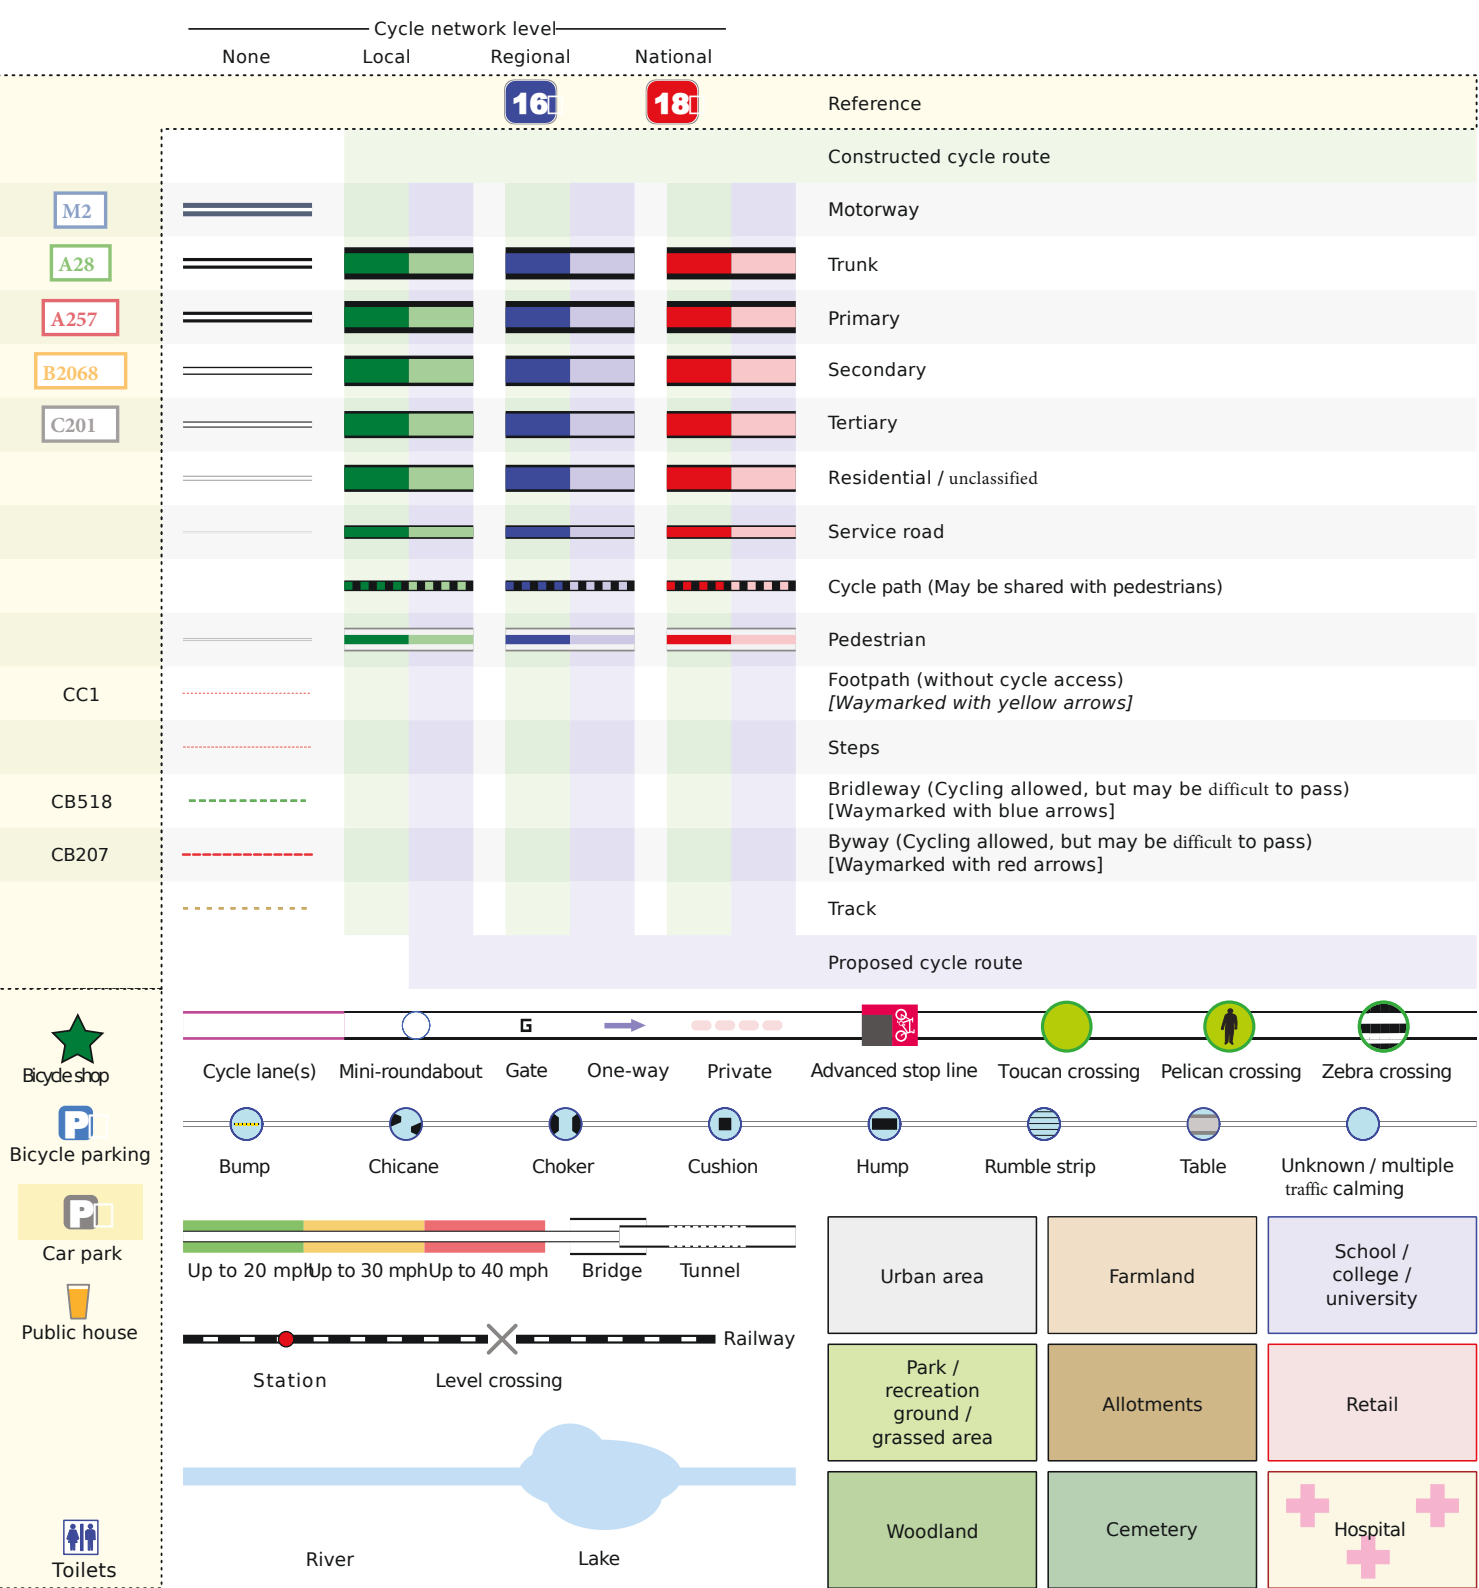 Cycle network level
None Local Regional National
16 18 Reference
Constructed cycle route
M2 Motorway
A28 Trunk
A257 Primary
B2068 Secondary
C201 Tertiary
Residential / unclassified
Service road
Cycle path (May be shared with pedestrians)
Pedestrian
CC1 Footpath (without cycle access)
[Waymarked with yellow arrows]
Steps
CB518 Bridleway (Cycling allowed, but may be difficult to pass)
[Waymarked with blue arrows]
CB207 Byway (Cycling allowed, but may be difficult to pass)
[Waymarked with red arrows]
Track
Proposed cycle route
G
Bicycle shop
Cycle lane(s) Mini-roundabout Gate One-way Private Advanced stop line Toucan crossing Pelican crossing Zebra crossing
P
Bicycle parking
Bump Chicane Choker Cushion Hump Rumble strip Table Unknown / multiple
traffic calming
P
Car park
Up to 20 mph Up to 30 mph Up to 40 mph Bridge Tunnel
Public house
Railway
Station Level crossing
River Lake
Toilets
Urban area
Farmland
School /
college /
university
Park /
recreation
ground /
grassed area
Allotments
Retail
Woodland
Cemetery
Hospital